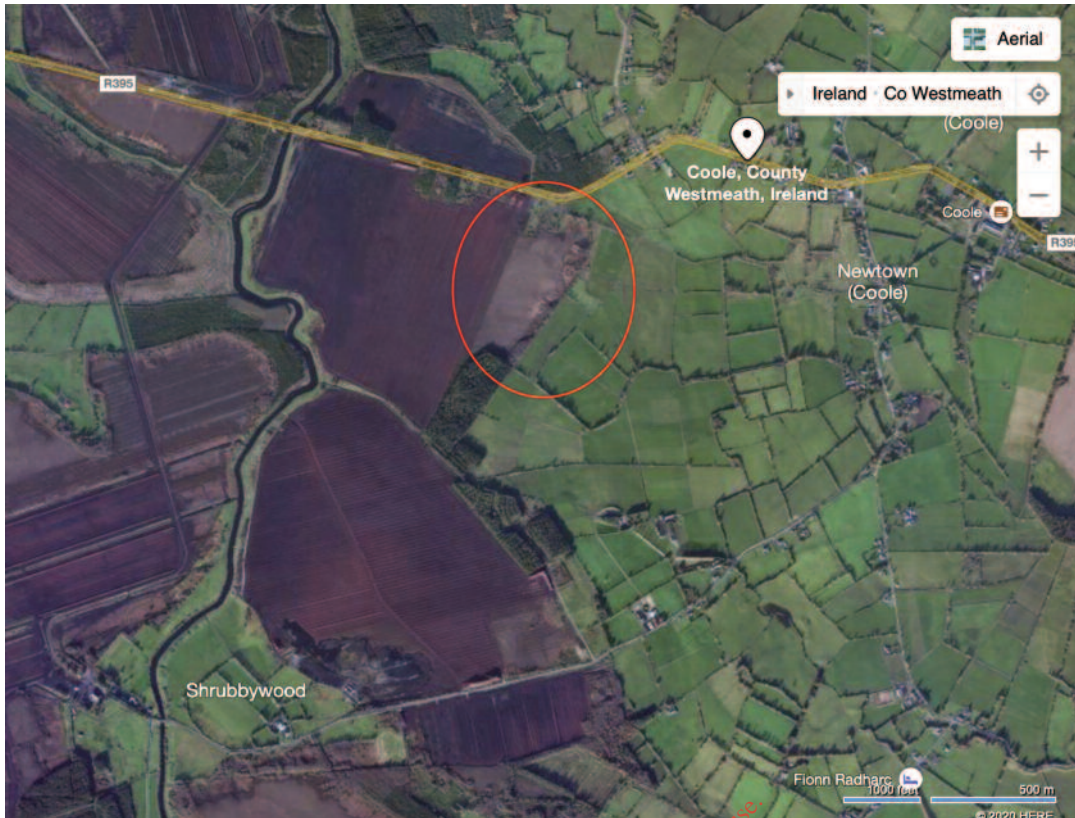 Aerial
R395
Ireland · Co Westmeath
(Coole)
+
Coole, County
Westmeath, Ireland
−
Coole
R395
Newtown
(Coole)
Shrubbywood
Fionn Radharc
1000 feet
500 m
© 2020 HERE